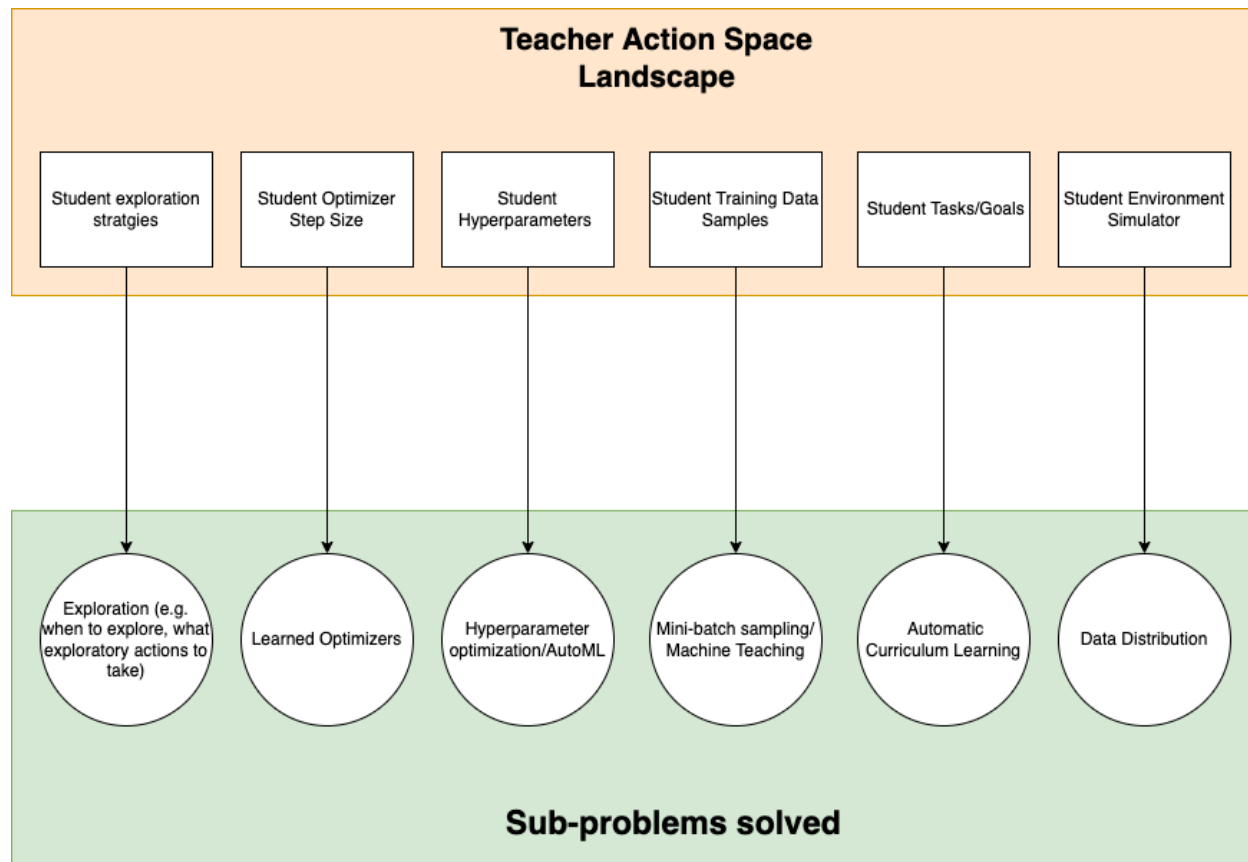 Teacher Action Space
Landscape
Student exploration
stratgies
Student Optimizer
Step Size
Student
Hyperparameters
Student Training Data
Samples
Student Tasks/Goals
Student Environment
Simulator
Exploration (e.g.
when to explore, what
exploratory actions to
take)
Learned Optimizers
Hyperparameter
optimization/AutoML
Mini-batch sampling/
Machine Teaching
Automatic
Curriculum Learning
Data Distribution
Sub-problems solved